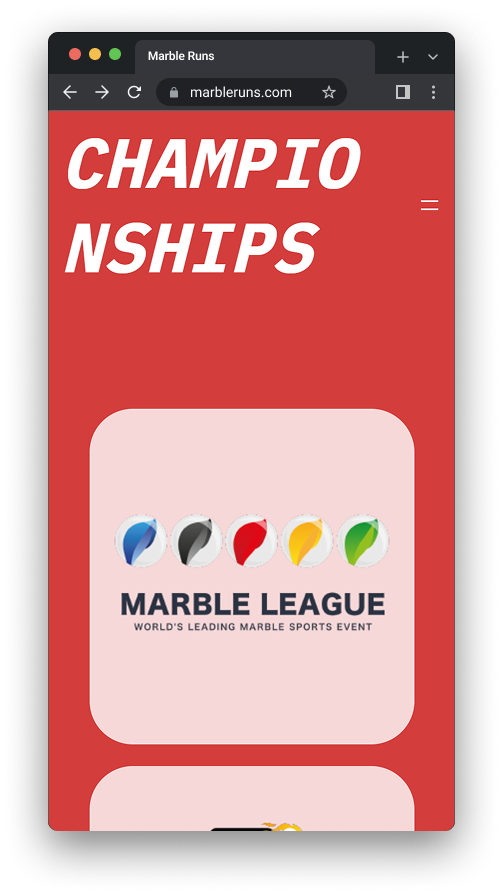 Marble Runs
marbleruns.com
CHAMPIO
NSHIPS
MARBLE LEAGUE
WORLD'S LEADING MARBLE SPORTS EVENT